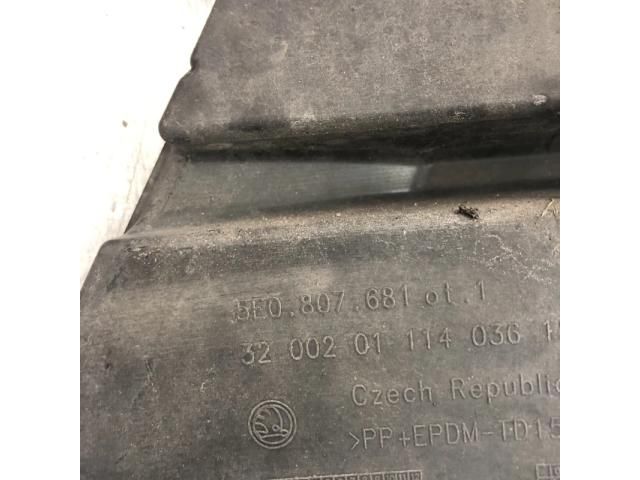 5E0.807.681 ot.1
32 002 01 114 036
Czech Republic
>PP+EPDM-TD15